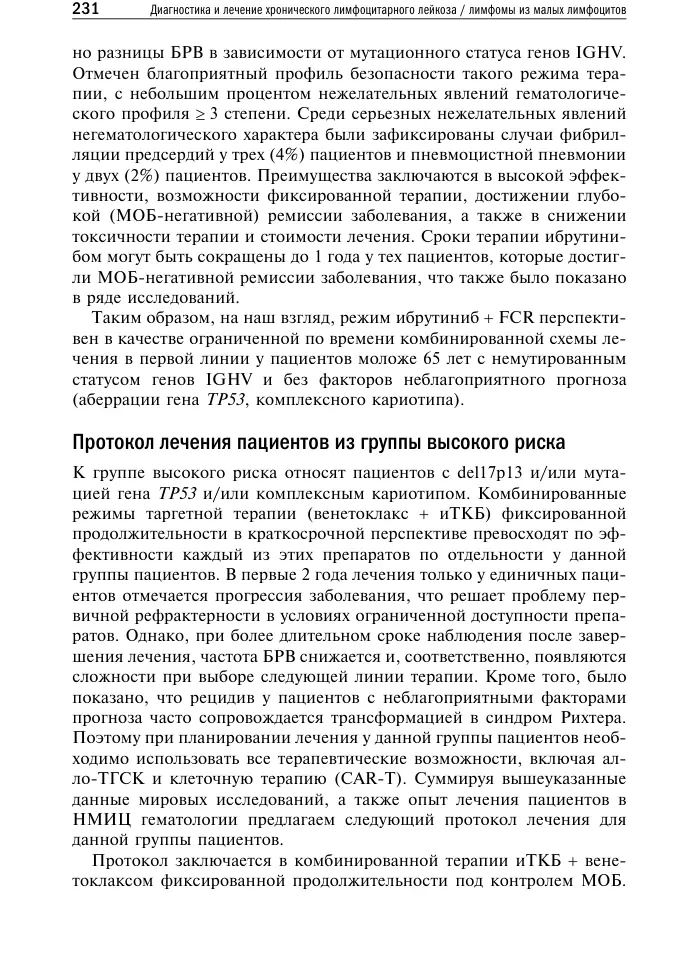 231 Диагностика и лечение хронического лимфоцитарного лейкоза / лимфомы из малых лимфоцитов
но разницы БРВ в зависимости от мутационного статуса генов IGHV.
Отмечен благоприятный профиль безопасности такого режима тера-
пии, с небольшим процентом нежелательных явлений гематологиче-
ского профиля ≥ 3 степени. Среди серьезных нежелательных явлений
негематологического характера были зафиксированы случаи фибрил-
ляции предсердий у трех (4%) пациентов и пневмоцистной пневмонии
у двух (2%) пациентов. Преимущества заключаются в высокой эффек-
тивности, возможности фиксированной терапии, достижении глубо-
кой (МОБ-негативной) ремиссии заболевания, а также в снижении
токсичности терапии и стоимости лечения. Сроки терапии ибрутини-
бом могут быть сокращены до 1 года у тех пациентов, которые достиг-
ли МОБ-негативной ремиссии заболевания, что также было показано
в ряде исследований.
Таким образом, на наш взгляд, режим ибрутиниб + FCR перспекти-
вен в качестве ограниченной по времени комбинированной схемы ле-
чения в первой линии у пациентов моложе 65 лет с немутированным
статусом генов IGHV и без факторов неблагоприятного прогноза
(аберрации гена TP53, комплексного кариотипа).
Протокол лечения пациентов из группы высокого риска
К группе высокого риска относят пациентов с del17p13 и/или мута-
цией гена TP53 и/или комплексным кариотипом. Комбинированные
режимы таргетной терапии (венетоклакс + иТКБ) фиксированной
продолжительности в краткосрочной перспективе превосходят по эф-
фективности каждый из этих препаратов по отдельности у данной
группы пациентов. В первые 2 года лечения только у единичных паци-
ентов отмечается прогрессия заболевания, что решает проблему пер-
вичной рефрактерности в условиях ограниченной доступности препа-
ратов. Однако, при более длительном сроке наблюдения после завер-
шения лечения, частота БРВ снижается и, соответственно, появляются
сложности при выборе следующей линии терапии. Кроме того, было
показано, что рецидив у пациентов с неблагоприятными факторами
прогноза часто сопровождается трансформацией в синдром Рихтера.
Поэтому при планировании лечения у данной группы пациентов необ-
ходимо использовать все терапевтические возможности, включая ал-
ло-ТГСК и клеточную терапию (CAR-T). Суммируя вышеуказанные
данные мировых исследований, а также опыт лечения пациентов в
НМИЦ гематологии предлагаем следующий протокол лечения для
данной группы пациентов.
Протокол заключается в комбинированной терапии иТКБ + вене-
токлаксом фиксированной продолжительности под контролем МОБ.